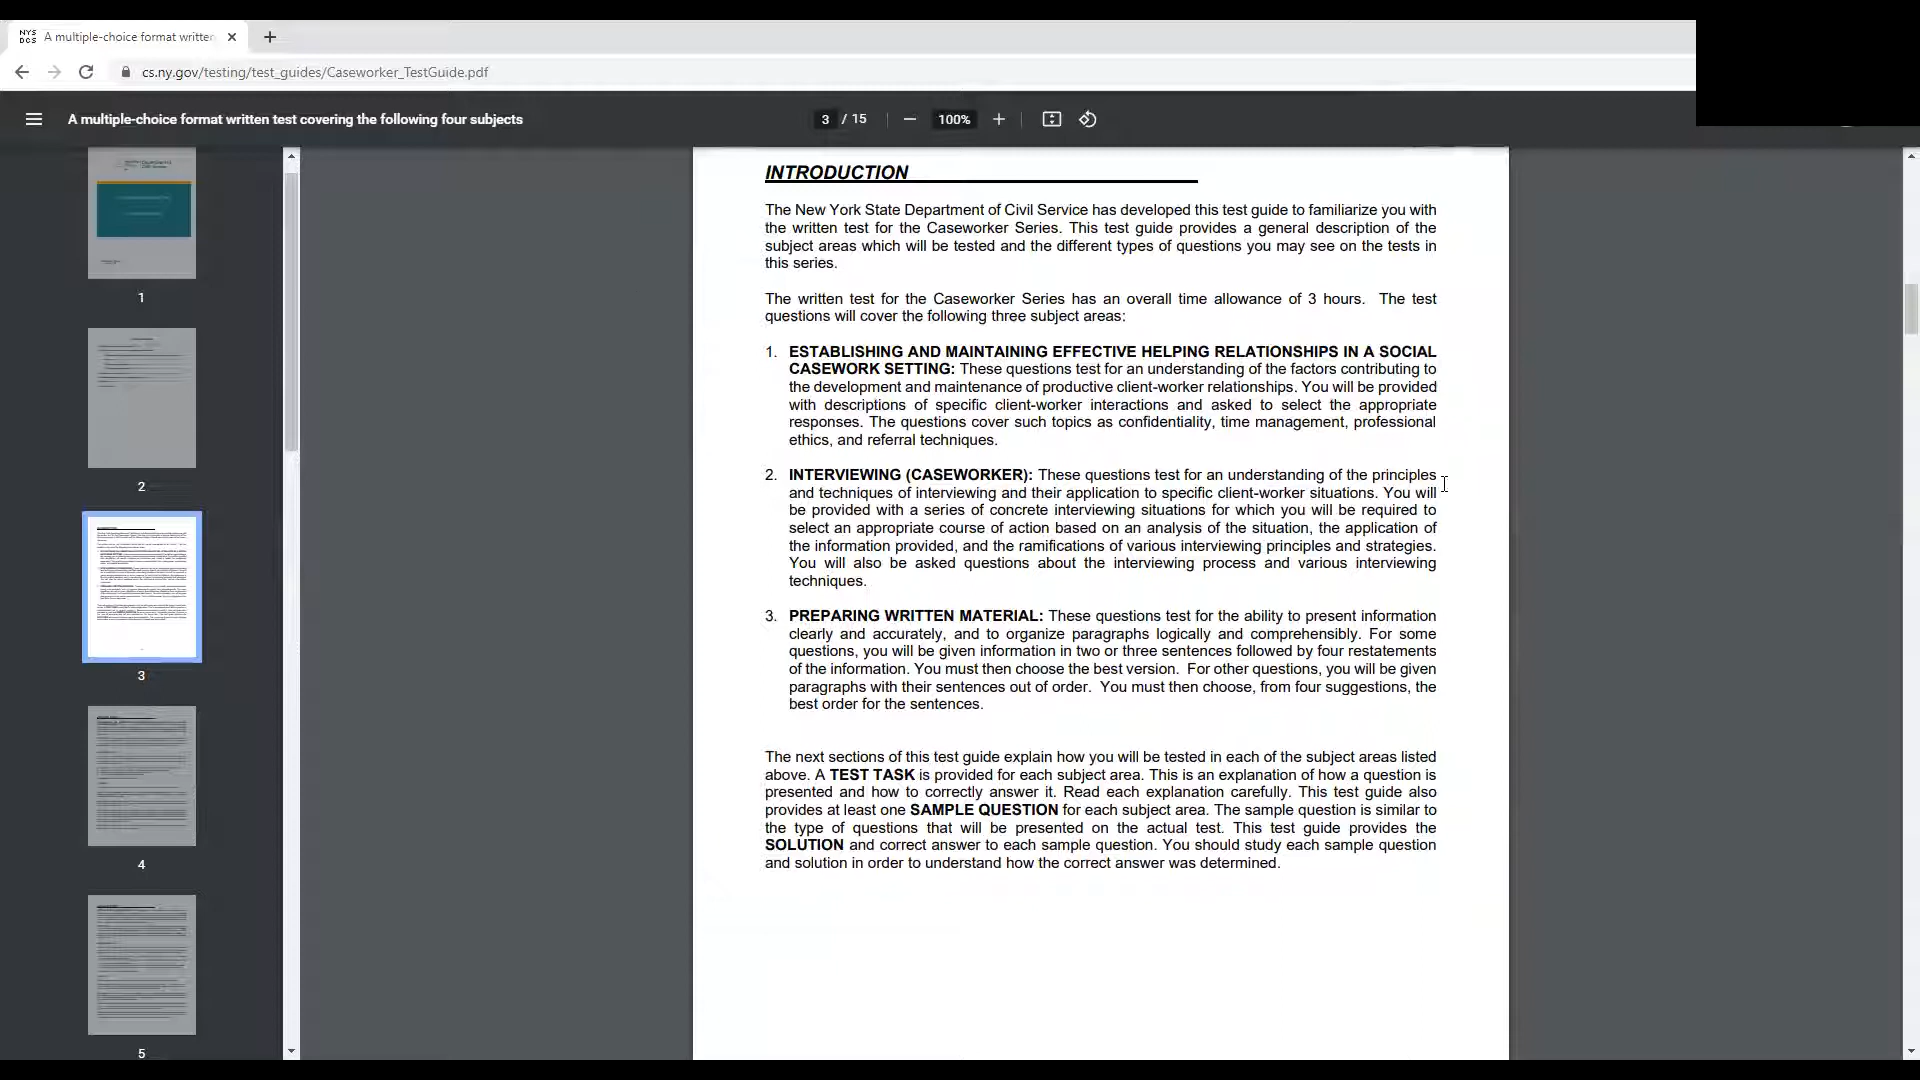 NYS
DCS
A multiple-choice format writter
cs.ny.gov/testing/test_guides/Caseworker_TestGuide.pdf
A multiple-choice format written test covering the following four subjects
3 / 15
100%
1
2
3
4
5
INTRODUCTION
The New York State Department of Civil Service has developed this test guide to familiarize you with
the written test for the Caseworker Series. This test guide provides a general description of the
subject areas which will be tested and the different types of questions you may see on the tests in
this series.
The written test for the Caseworker Series has an overall time allowance of 3 hours. The test
questions will cover the following three subject areas:
1. ESTABLISHING AND MAINTAINING EFFECTIVE HELPING RELATIONSHIPS IN A SOCIAL
CASEWORK SETTING: These questions test for an understanding of the factors contributing to
the development and maintenance of productive client-worker relationships. You will be provided
with descriptions of specific client-worker interactions and asked to select the appropriate
responses. The questions cover such topics as confidentiality, time management, professional
ethics, and referral techniques.
2. INTERVIEWING (CASEWORKER): These questions test for an understanding of the principles
and techniques of interviewing and their application to specific client-worker situations. You will
be provided with a series of concrete interviewing situations for which you will be required to
select an appropriate course of action based on an analysis of the situation, the application of
the information provided, and the ramifications of various interviewing principles and strategies.
You will also be asked questions about the interviewing process and various interviewing
techniques.
3. PREPARING WRITTEN MATERIAL: These questions test for the ability to present information
clearly and accurately, and to organize paragraphs logically and comprehensibly. For some
questions, you will be given information in two or three sentences followed by four restatements
of the information. You must then choose the best version. For other questions, you will be given
paragraphs with their sentences out of order. You must then choose, from four suggestions, the
best order for the sentences.
The next sections of this test guide explain how you will be tested in each of the subject areas listed
above. A TEST TASK is provided for each subject area. This is an explanation of how a question is
presented and how to correctly answer it. Read each explanation carefully. This test guide also
provides at least one SAMPLE QUESTION for each subject area. The sample question is similar to
the type of questions that will be presented on the actual test. This test guide provides the
SOLUTION and correct answer to each sample question. You should study each sample question
and solution in order to understand how the correct answer was determined.